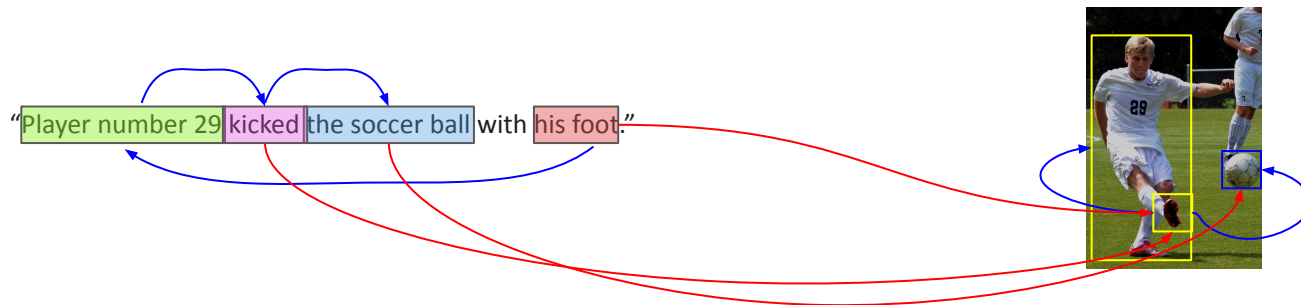 “Player number 29 kicked the soccer ball with his foot.”
29